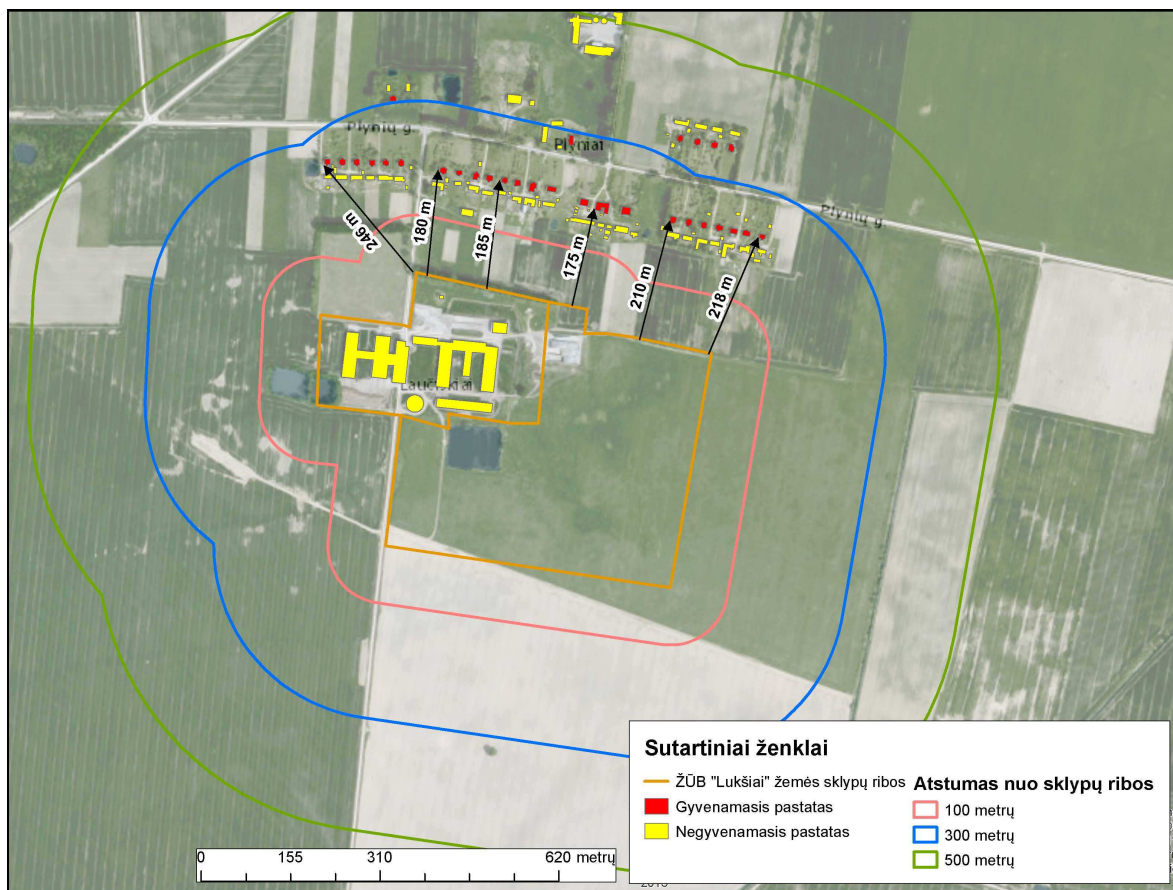 Plynių g.
Plyniai
Plynių g.
246 m
180 m
185 m
175 m
210 m
218 m
Laučiškiai
Sutartiniai ženklai
ŽŪB "Lukšiai" žemės sklypų ribos
Gyvenamasis pastatas
Negyvenamasis pastatas
Atstumas nuo sklypų ribos
100 metrų
300 metrų
500 metrų
0 155 310 620 metrų